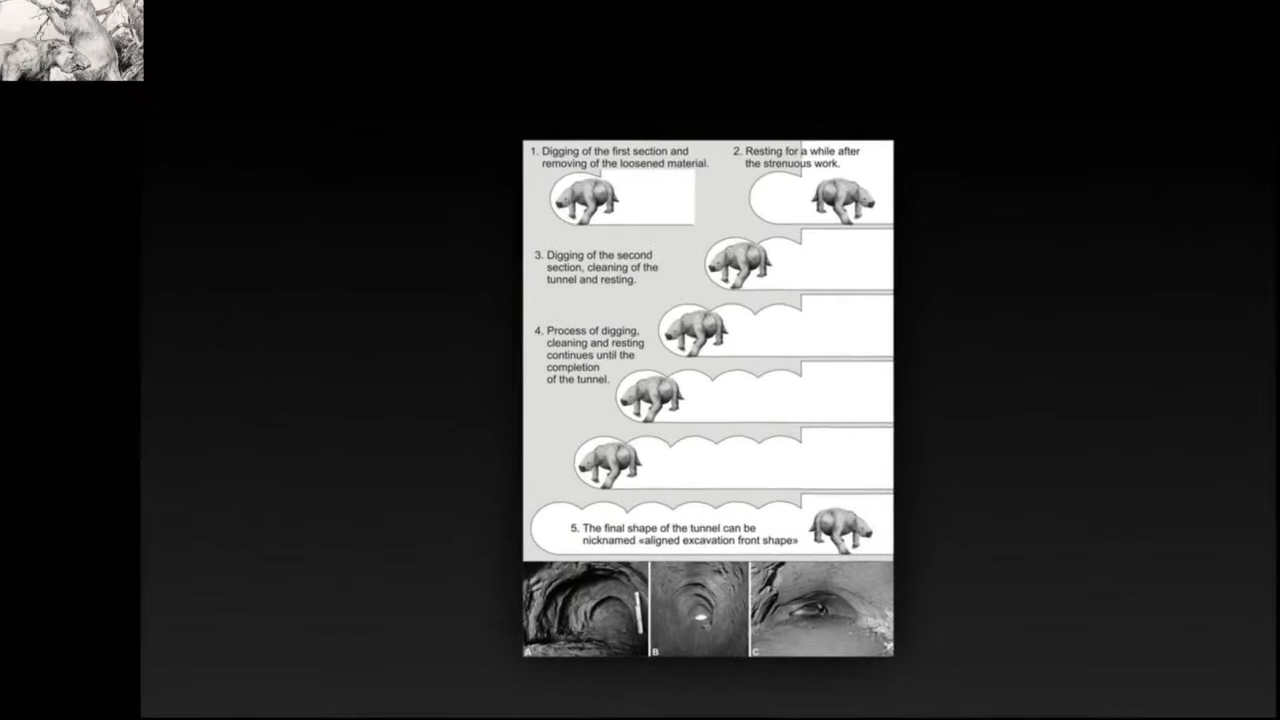 1. Digging of the first section and
removing of the loosened material.
2. Resting for a while after
the strenuous work.
3. Digging of the second
section, cleaning of the
tunnel and resting.
4. Process of digging,
cleaning and resting
continues until the
completion
of the tunnel.
5. The final shape of the tunnel can be
nicknamed «aligned excavation front shape»
A
B
C